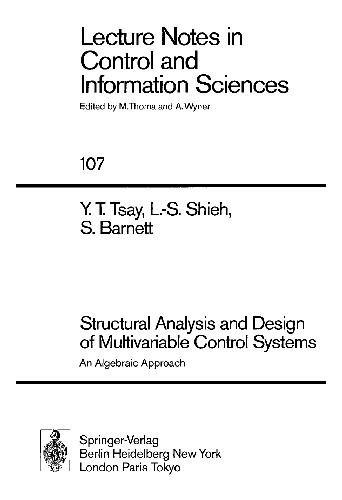 Lecture Notes in
Control and
Information Sciences
Edited by M.Thoma and A.Wyner
107
Y. T. Tsay, L.-S. Shieh,
S. Barnett
Structural Analysis and Design
of Multivariable Control Systems
An Algebraic Approach
Springer-Verlag
Berlin Heidelberg New York
London Paris Tokyo